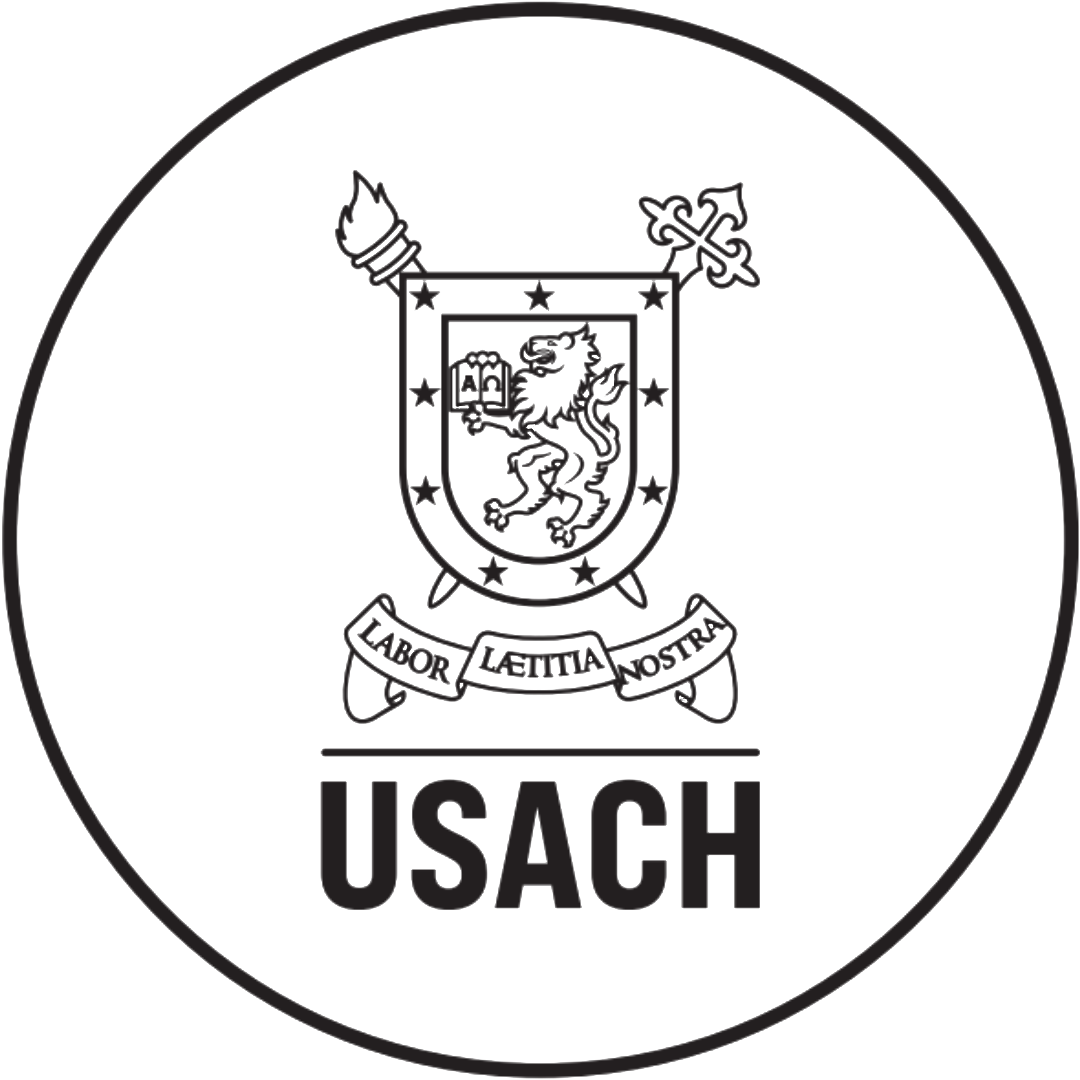 Α Ω
LABOR LÆTITIA NOSTRA
USACH